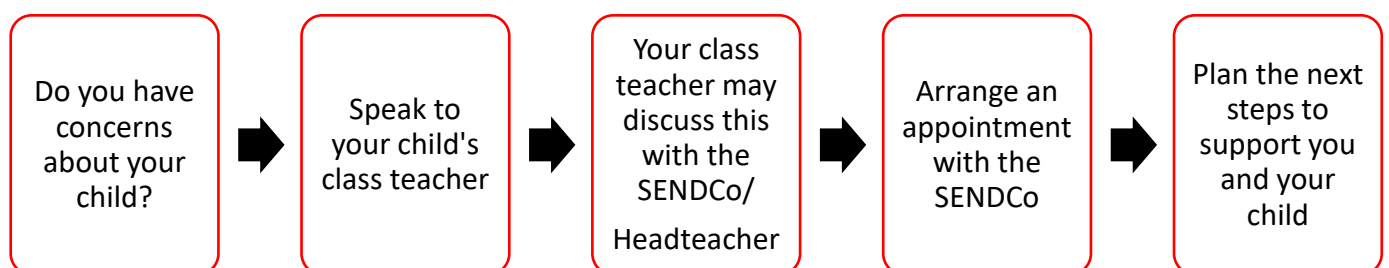 Do you have
concerns
about your
child?
Speak to
your child's
class teacher
Your class
teacher may
discuss this
with the
SENDCo/
Headteacher
Arrange an
appointment
with the
SENDCo
Plan the next
steps to
support you
and your
child